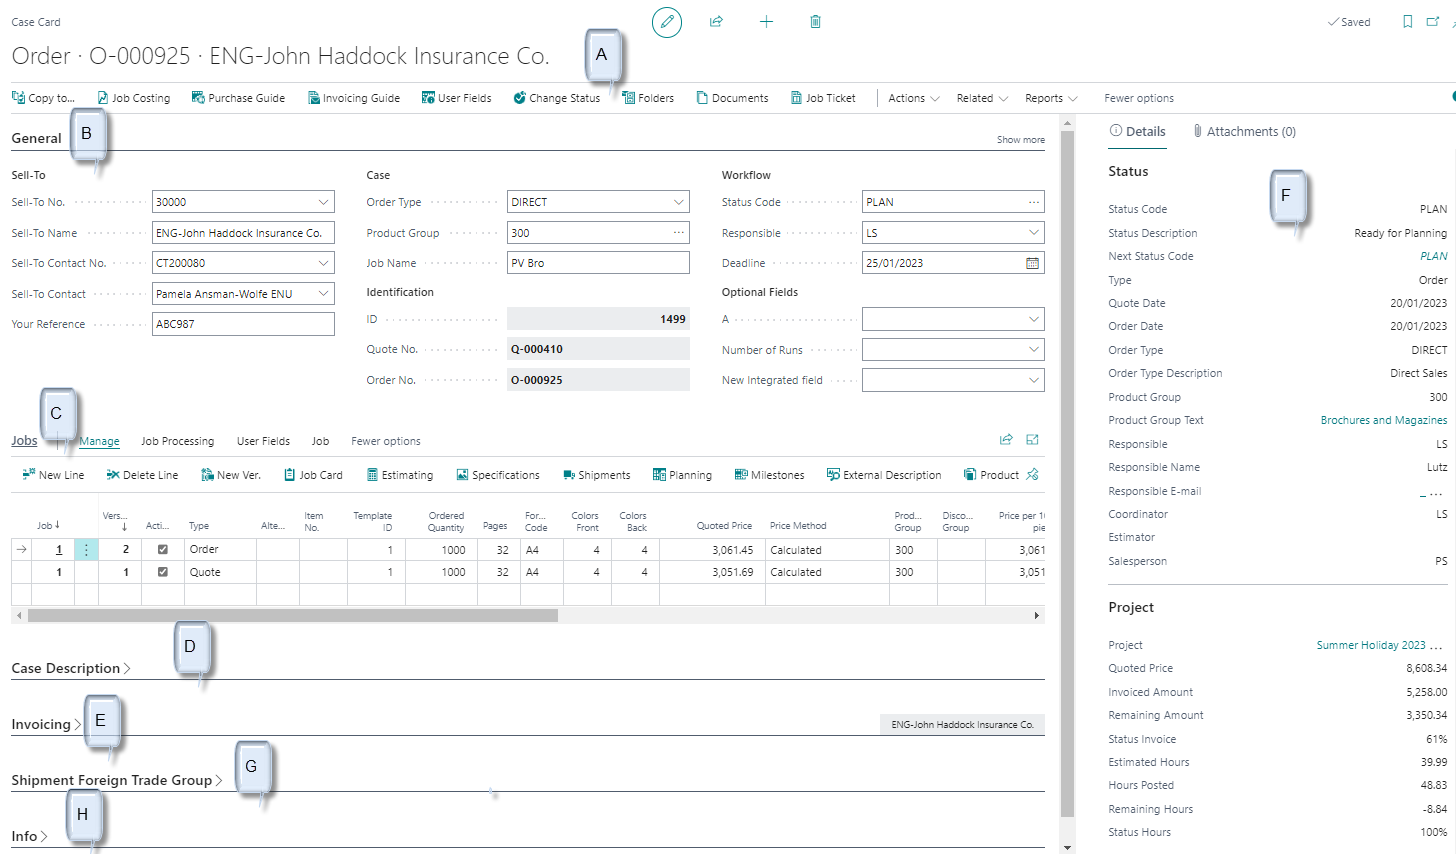 Case Card
Saved
Order · O-000925 · ENG-John Haddock Insurance Co.
A
Copy to... Job Costing Purchase Guide Invoicing Guide User Fields Change Status Folders Documents Job Ticket Actions Related Reports Fewer options
General
B
Show more
Details Attachments (0)
Sell-To Case Workflow
Sell-To No. 30000 Order Type DIRECT Status Code PLAN
Sell-To Name ENG-John Haddock Insurance Co. Product Group 300 Responsible LS
Sell-To Contact No. CT200080 Job Name PV Bro Deadline 25/01/2023
Sell-To Contact Pamela Ansman-Wolfe ENU Identification Optional Fields
Your Reference ABC987 ID 1499 A
Quote No. Q-000410 Number of Runs
Order No. O-000925 New Integrated field
C
Jobs Manage Job Processing User Fields Job Fewer options
New Line Delete Line New Ver. Job Card Estimating Specifications Shipments Planning Milestones External Description Product
Job Vers... Acti... Type Alte... Item No. Template ID Ordered Quantity Pages For... Code Colors Front Colors Back Quoted Price Price Method Prod... Group Disco... Group Price per 10 pie
1 2 Order 1 1000 32 A4 4 4 3,061.45 Calculated 300 3,061
1 1 Quote 1 1000 32 A4 4 4 3,051.69 Calculated 300 3,051
D
Case Description
Invoicing
E
ENG-John Haddock Insurance Co.
Shipment Foreign Trade Group
G
H
Info
Status
F
Status Code PLAN
Status Description Ready for Planning
Next Status Code PLAN
Type Order
Quote Date 20/01/2023
Order Date 20/01/2023
Order Type DIRECT
Order Type Description Direct Sales
Product Group 300
Product Group Text Brochures and Magazines
Responsible LS
Responsible Name Lutz
Responsible E-mail _ ...
Coordinator LS
Estimator
Salesperson PS
Project
Project Summer Holiday 2023 ...
Quoted Price 8,608.34
Invoiced Amount 5,258.00
Remaining Amount 3,350.34
Status Invoice 61%
Estimated Hours 39.99
Hours Posted 48.83
Remaining Hours -8.84
Status Hours 100%